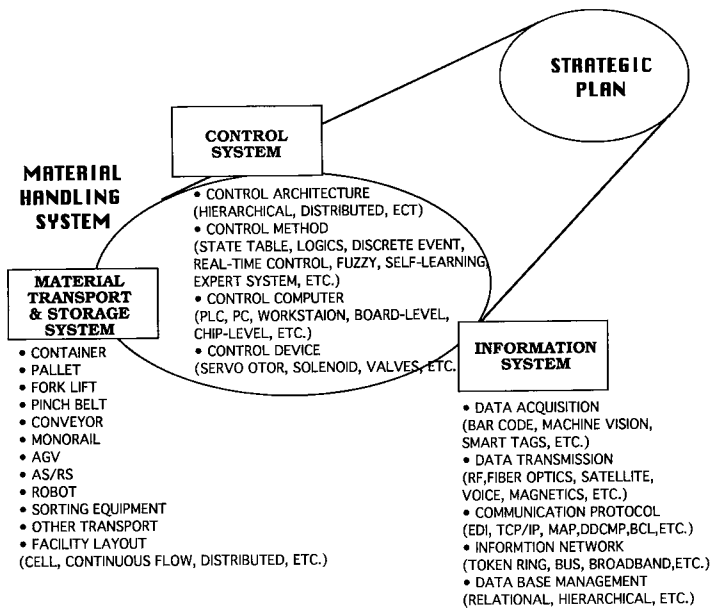 STRATEGIC
PLAN
CONTROL
SYSTEM
MATERIAL
HANDLING
SYSTEM
• CONTROL ARCHITECTURE
(HIERARCHICAL, DISTRIBUTED, ECT)
• CONTROL METHOD
(STATE TABLE, LOGICS, DISCRETE EVENT,
REAL-TIME CONTROL, FUZZY, SELF-LEARNING,
EXPERT SYSTEM, ETC.)
• CONTROL COMPUTER
(PLC, PC, WORKSTAION, BOARD-LEVEL,
CHIP-LEVEL, ETC.)
• CONTROL DEVICE
(SERVO OTOR, SOLENOID, VALVES, ETC.
MATERIAL
TRANSPORT
& STORAGE
SYSTEM
• CONTAINER
• PALLET
• FORK LIFT
• PINCH BELT
• CONVEYOR
• MONORAIL
• AGV
• AS/RS
• ROBOT
• SORTING EQUIPMENT
• OTHER TRANSPORT
• FACILITY LAYOUT
(CELL, CONTINUOUS FLOW, DISTRIBUTED, ETC.)
INFORMATION
SYSTEM
• DATA ACQUISITION
(BAR CODE, MACHINE VISION,
SMART TAGS, ETC.)
• DATA TRANSMISSION
(RF,FIBER OPTICS, SATELLITE,
VOICE, MAGNETICS, ETC.)
• COMMUNICATION PROTOCOL
(EDI, TCP/IP, MAP,DDCMP,BCL,ETC.)
• INFORMTION NETWORK
(TOKEN RING, BUS, BROADBAND,ETC.)
• DATA BASE MANAGEMENT
(RELATIONAL, HIERARCHICAL, ETC.)